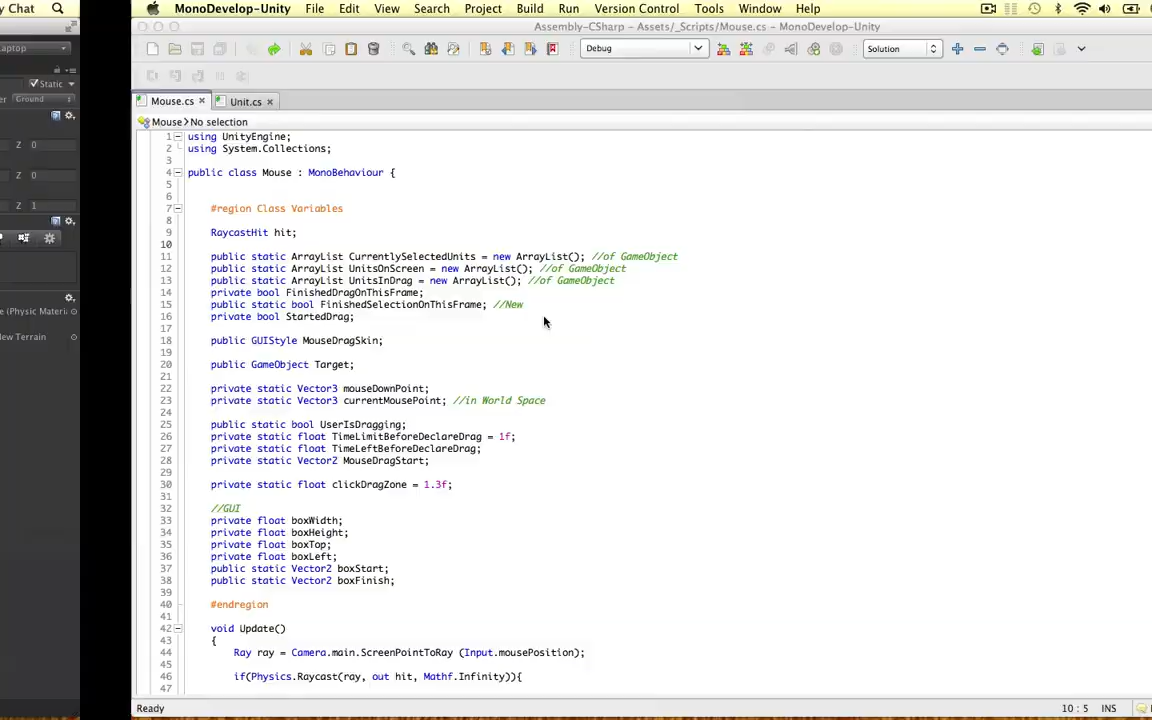 y Chat
MonoDevelop-Unity File Edit View Search Project Build Run Version Control Tools Window Help
Assembly-CSharp – Assets/_Scripts/Mouse.cs – MonoDevelop-Unity
aptop
Static
er Ground
Z 0
Z 0
Z 1
(Physic Materi
ew Terrain
Debug
Solution
Mouse.cs
Unit.cs
Mouse No selection
1 using UnityEngine;
2 using System.Collections;
3
4 public class Mouse : MonoBehaviour {
5
6
7 #region Class Variables
8
9 RaycastHit hit;
10
11 public static ArrayList CurrentlySelectedUnits = new ArrayList(); //of GameObject
12 public static ArrayList UnitsOnScreen = new ArrayList(); //of GameObject
13 public static ArrayList UnitsInDrag = new ArrayList(); //of GameObject
14 private bool FinishedDragOnThisFrame;
15 public static bool FinishedSelectionOnThisFrame; //New
16 private bool StartedDrag;
17
18 public GUIStyle MouseDragSkin;
19
20 public GameObject Target;
21
22 private static Vector3 mouseDownPoint;
23 private static Vector3 currentMousePoint; //in World Space
24
25 public static bool UserIsDragging;
26 private static float TimeLimitBeforeDeclareDrag = 1f;
27 private static float TimeLeftBeforeDeclareDrag;
28 private static Vector2 MouseDragStart;
29
30 private static float clickDragZone = 1.3f;
31
32 //GUI
33 private float boxWidth;
34 private float boxHeight;
35 private float boxTop;
36 private float boxLeft;
37 public static Vector2 boxStart;
38 public static Vector2 boxFinish;
39
40 #endregion
41
42 void Update()
43 {
44 Ray ray = Camera.main.ScreenPointToRay (Input.mousePosition);
45
46 if(Physics.Raycast(ray, out hit, Mathf.Infinity)){
47
Ready
10 : 5 INS